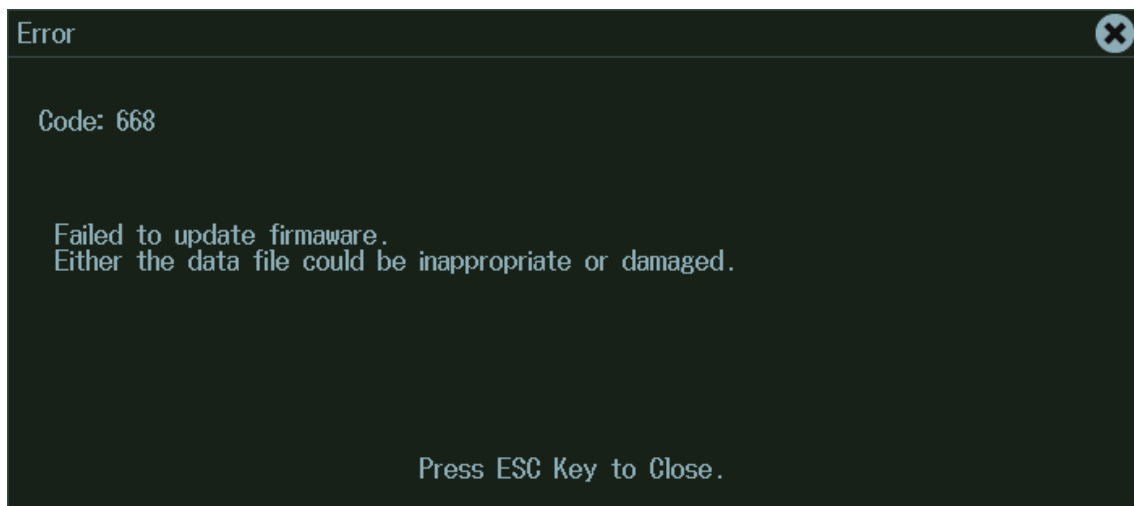 Error
Code: 668
Failed to update firmaware.
Either the data file could be inappropriate or damaged.
Press ESC Key to Close.